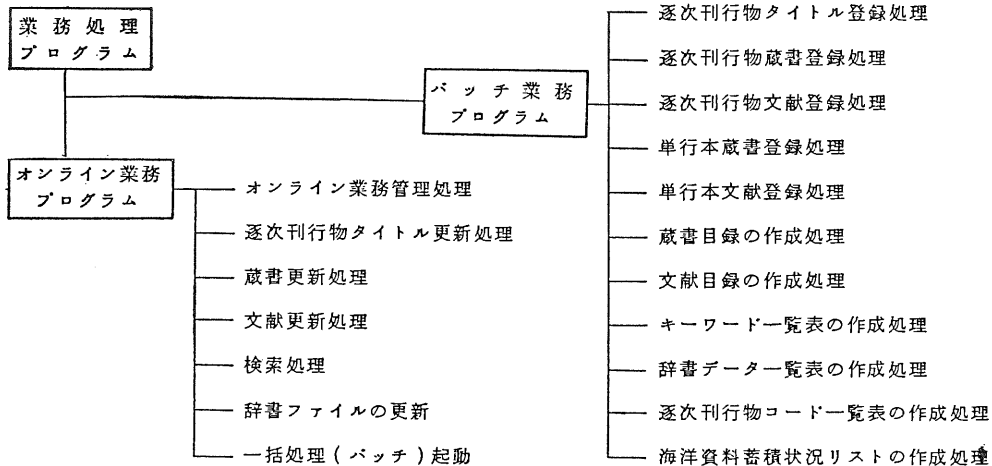 業務処理
プログラム
バッチ業務
プログラム
オンライン業務
プログラム
オンライン業務管理処理
逐次刊行物タイトル更新処理
蔵書更新処理
文献更新処理
検索処理
辞書ファイルの更新
一括処理(バッチ)起動
逐次刊行物タイトル登録処理
逐次刊行物蔵書登録処理
逐次刊行物文献登録処理
単行本蔵書登録処理
単行本文献登録処理
蔵書目録の作成処理
文献目録の作成処理
キーワード一覧表の作成処理
辞書データ一覧表の作成処理
逐次刊行物コード一覧表の作成処理
海洋資料蓄積状況リストの作成処理